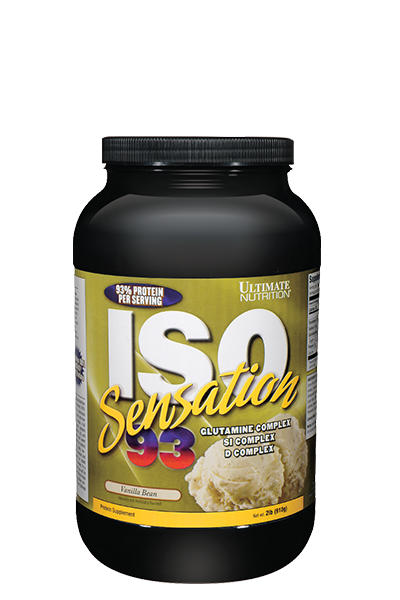 93% PROTEIN
PER SERVING
ULTIMATE
NUTRITION®
ISO
Sensation
93
GLUTAMINE COMPLEX
SI COMPLEX
D COMPLEX
Vanilla Bean
Protein Supplement
Net wt. 2lb (910g)